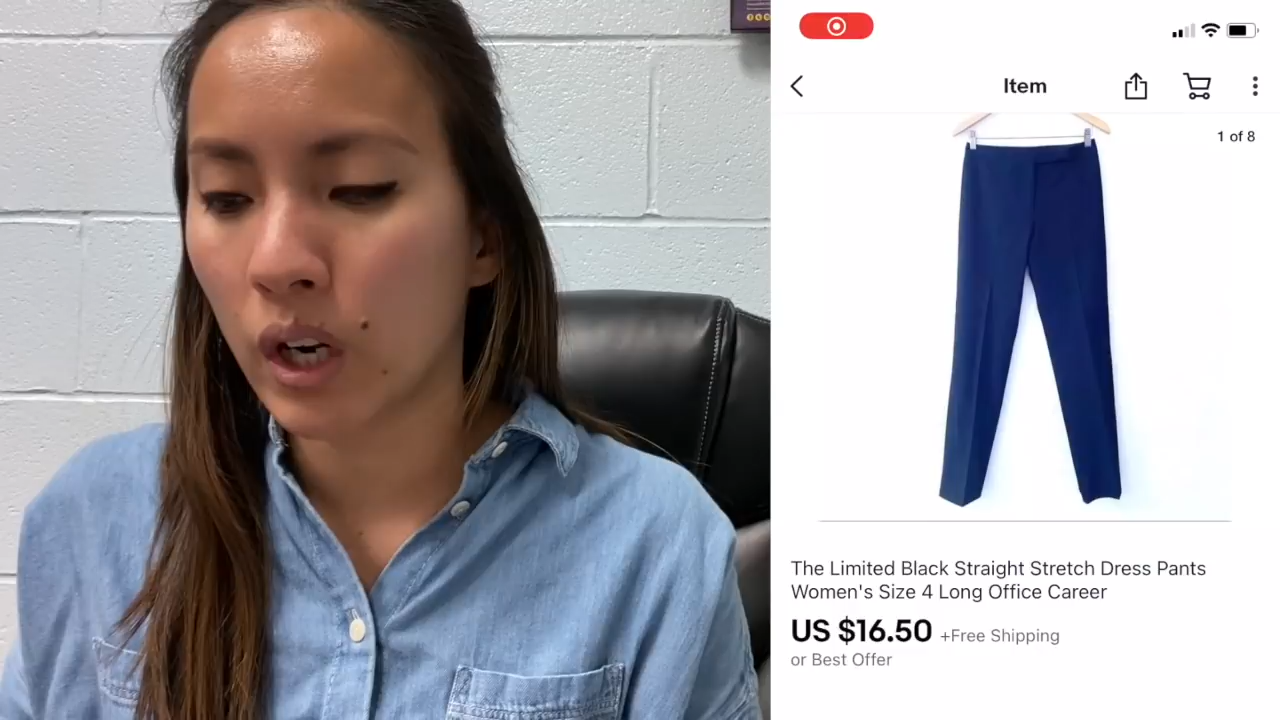 Item
1 of 8
The Limited Black Straight Stretch Dress Pants
Women's Size 4 Long Office Career
US $16.50 +Free Shipping
or Best Offer